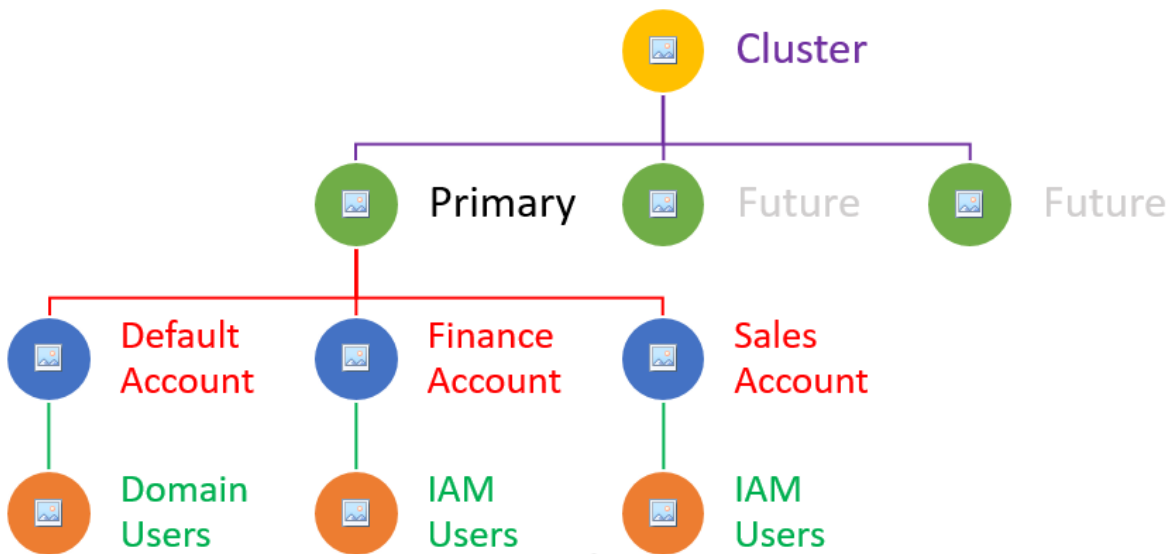 Cluster
Primary
Future
Future
Default
Account
Finance
Account
Sales
Account
Domain
Users
IAM
Users
IAM
Users